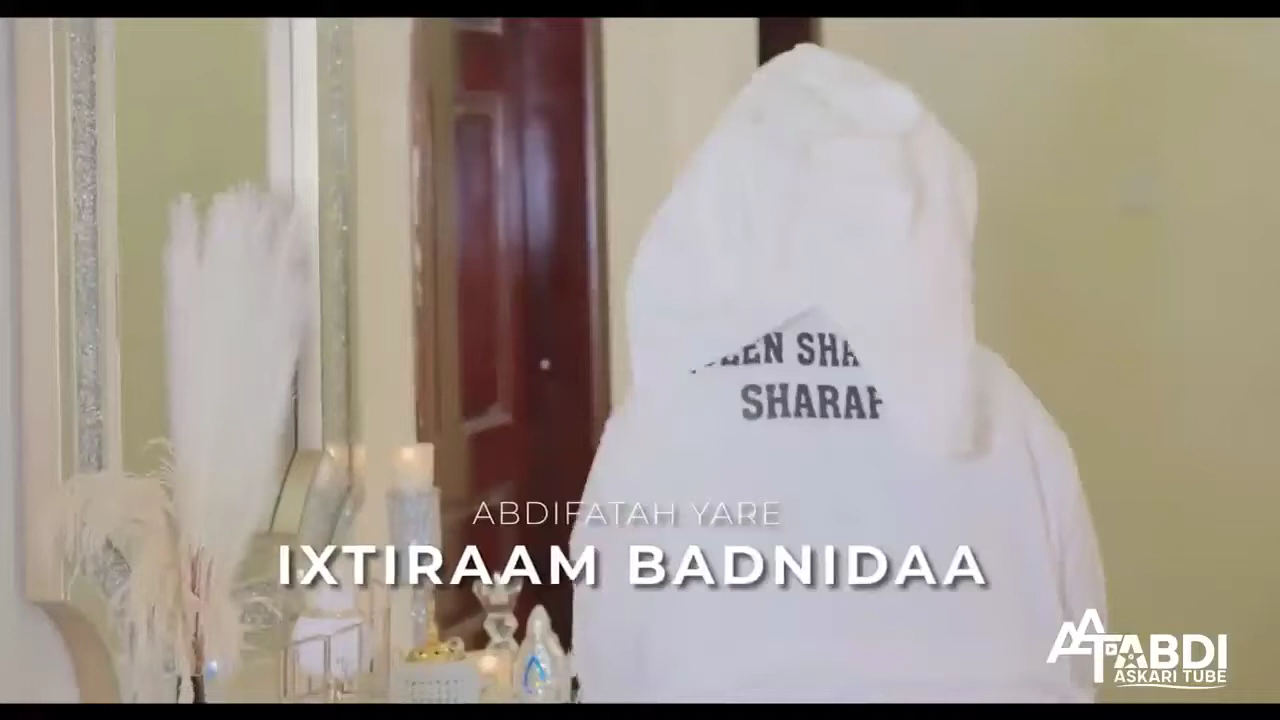 SHARAF
ABDIFATAH YARE
IXTIRAAM BADNIDAA
ABDI
ASKARI TUBE